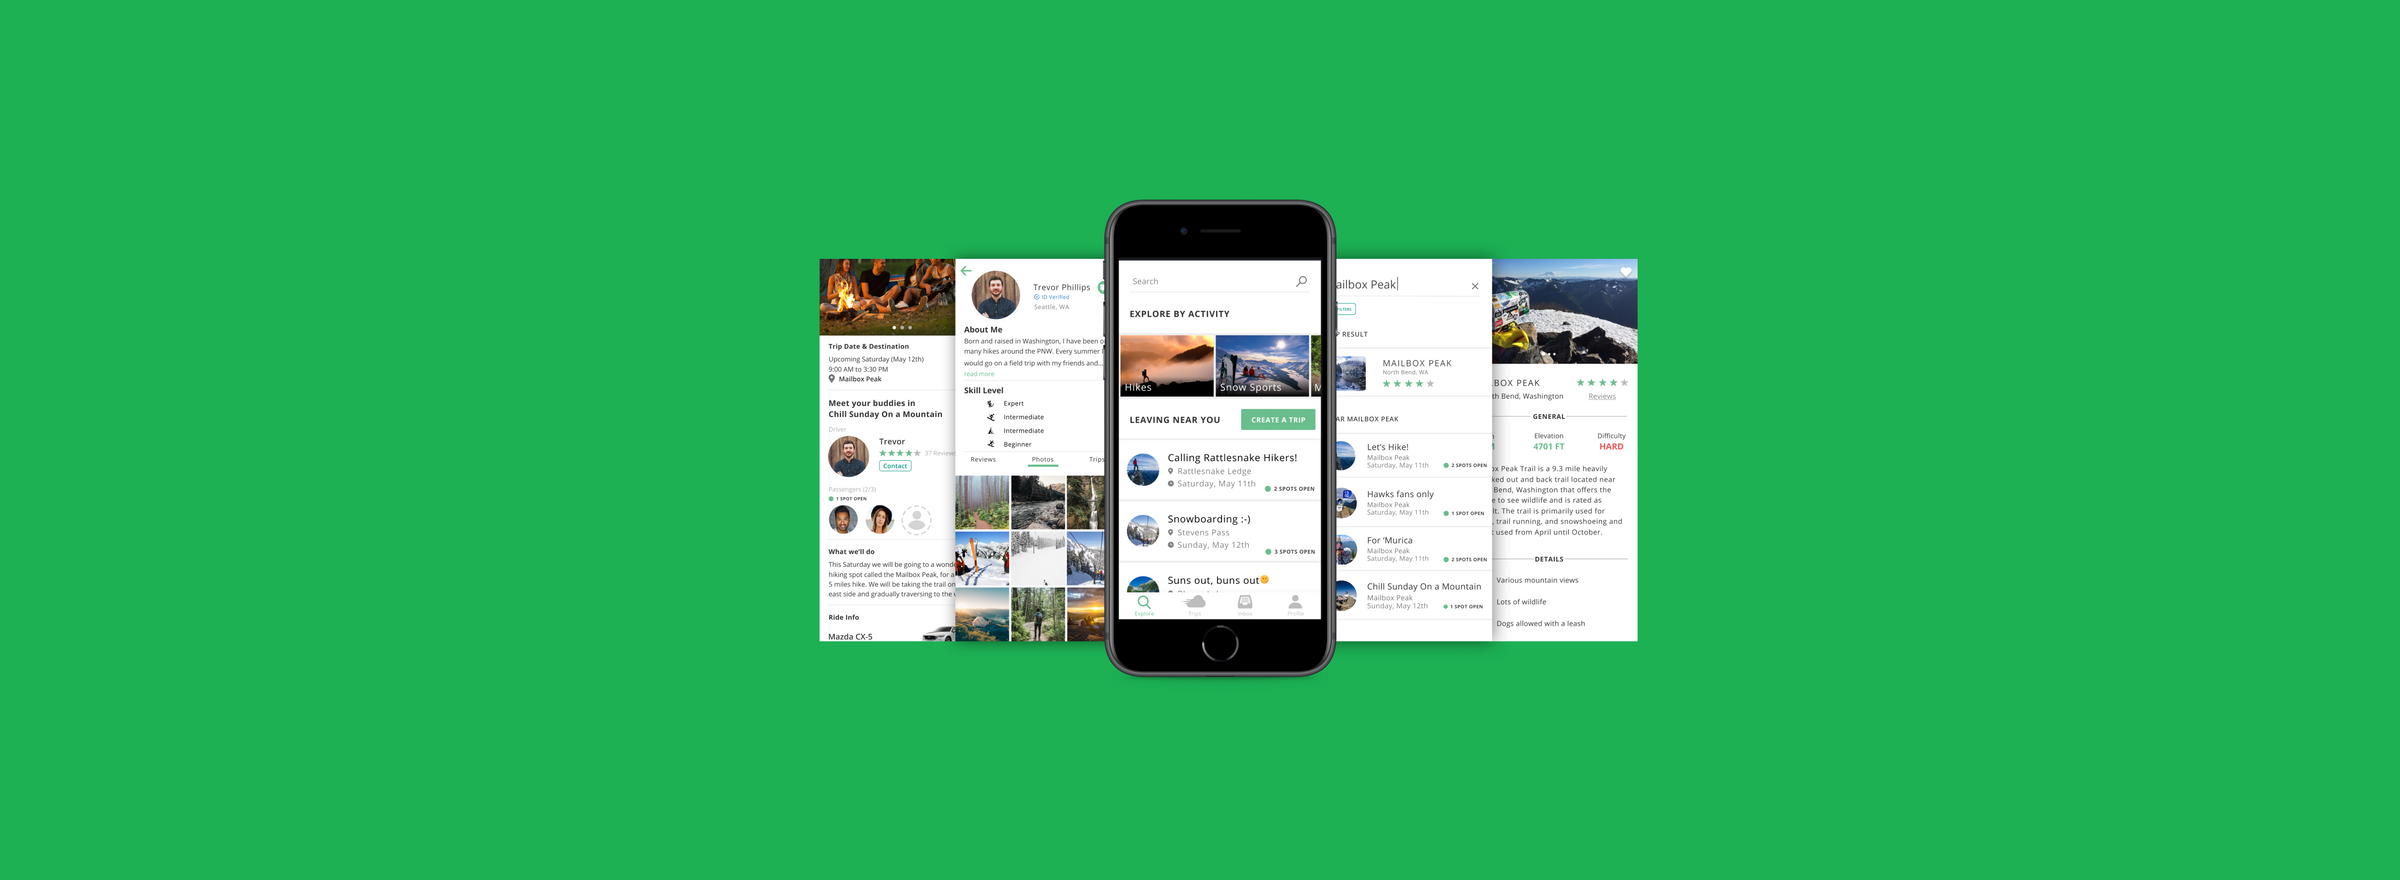 Trip Date & Destination
Upcoming Saturday (May 12th)
9:00 AM to 3:30 PM
Mailbox Peak
Meet your buddies in
Chill Sunday On a Mountain
Driver
Trevor
37 Reviews
Contact
Passengers (2/3)
1 SPOT OPEN
What we'll do
This Saturday we will be going to a
hiking spot called the Mailbox Peak, for a
5 miles hike. We will be taking the trail on
east side and gradually traversing to the
Ride Info
Mazda CX-5
Trevor Phillips
ID Verified
Seattle, WA
About Me
Born and raised in Washington, I have been
many hikes around the PNW. Every summer I
would go on a field trip with my friends and...
read more
Skill Level
Expert
Intermediate
Intermediate
Beginner
Reviews Photos Trips
Search
EXPLORE BY ACTIVITY
Hikes Snow Sports M
LEAVING NEAR YOU CREATE A TRIP
Calling Rattlesnake Hikers!
Rattlesnake Ledge
Saturday, May 11th
2 SPOTS OPEN
Snowboarding :-)
Stevens Pass
Sunday, May 12th
3 SPOTS OPEN
Suns out, buns out
Explore Trips Inbox Profile
ailbox Peak
RESULT
MAILBOX PEAK
North Bend, WA
AR MAILBOX PEAK
Let's Hike!
Mailbox Peak
Saturday, May 11th
2 SPOTS OPEN
Hawks fans only
Mailbox Peak
Saturday, May 11th
1 SPOT OPEN
For 'Murica
Mailbox Peak
Saturday, May 11th
2 SPOTS OPEN
Chill Sunday On a Mountain
Mailbox Peak
Sunday, May 12th
1 SPOT OPEN
BOX PEAK
th Bend, Washington Reviews
GENERAL
Elevation Difficulty
4701 FT HARD
ox Peak Trail is a 9.3 mile heavily
ked out and back trail located near
Bend, Washington that offers the
e to see wildlife and is rated as
lt. The trail is primarily used for
, trail running, and snowshoeing and
t used from April until October.
DETAILS
Various mountain views
Lots of wildlife
Dogs allowed with a leash